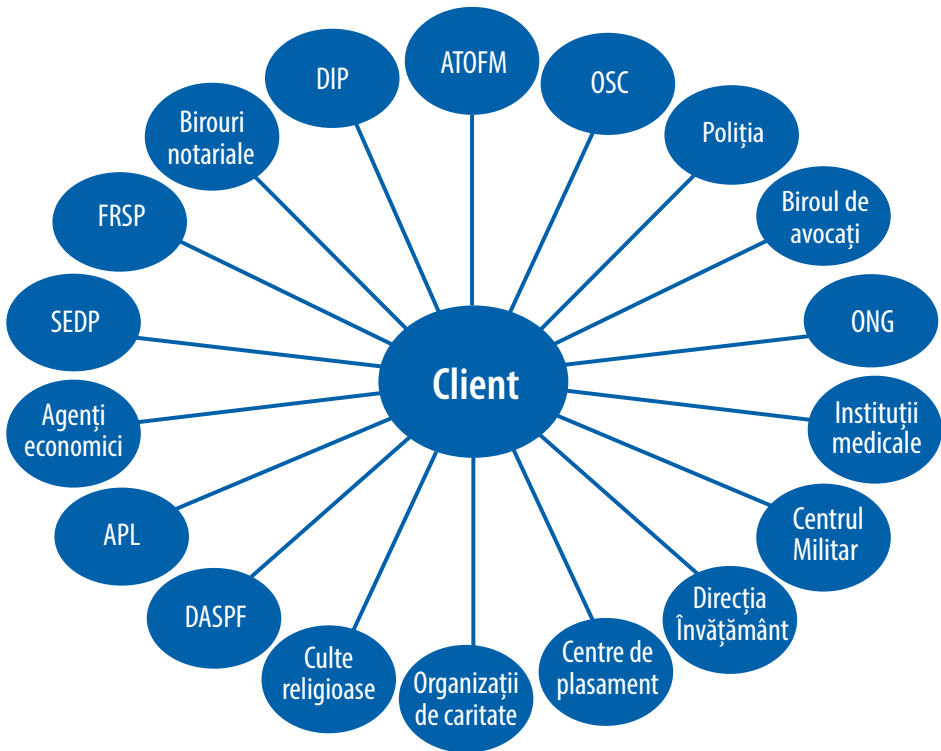 ATOFM
OSC
Poliția
Biroul de
avocați
ONG
Instituții
medicale
Centrul
Militar
Direcția
Învățământ
Centre de
plasament
Organizații
de caritate
Culte
religioase
DASPF
APL
Agenți
economici
SEDP
FRSP
Birouri
notariale
DIP
Client